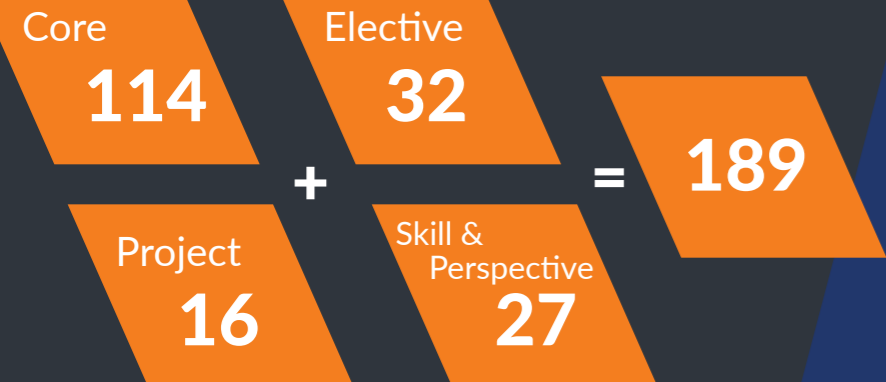 Core
114
Elective
32
+
=
189
Project
16
Skill &
Perspective
27